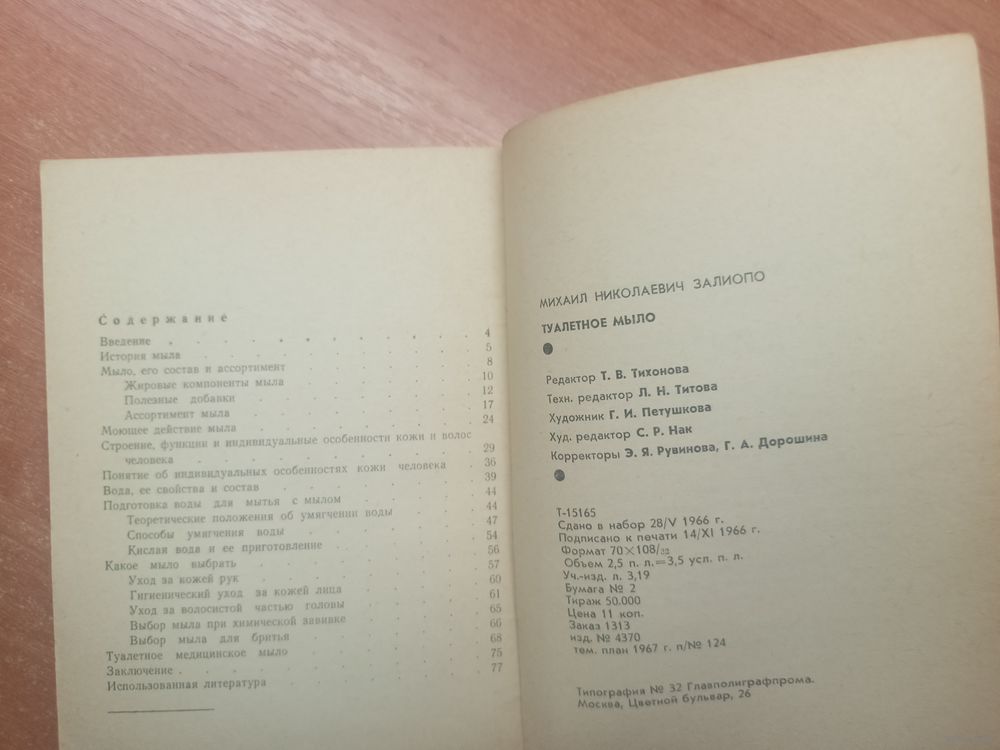 Содержание
Введение 4
История мыла 5
Мыло, его состав и ассортимент 8
Жировые компоненты мыла 10
Полезные добавки 12
Ассортимент мыла 17
Моющее действие мыла 24
Строение, функции и индивидуальные особенности кожи и волос
человека 29
Понятие об индивидуальных особенностях кожи человека 36
Вода, ее свойства и состав 39
Подготовка воды для мытья с мылом 44
Теоретические положения об умягчении воды 44
Способы умягчения воды 47
Кислая вода и ее приготовление 54
Какое мыло выбрать 56
Уход за кожей рук 57
Гигиенический уход за кожей лица 60
Уход за волосистой частью головы 61
Выбор мыла при химической завивке 65
Выбор мыла для бритья 66
Туалетное медицинское мыло 68
Заключение 75
Использованная литература 77
МИХАИЛ НИКОЛАЕВИЧ ЗАЛИОПО
ТУАЛЕТНОЕ МЫЛО
Редактор Т. В. Тихонова
Техн. редактор Л. Н. Титова
Художник Г. И. Петушкова
Худ. редактор С. Р. Нак
Корректоры Э. Я. Рувинова, Г. А. Дорошина
Т-15165
Сдано в набор 28/V 1966 г.
Подписано к печати 14/XI 1966 г.
Формат 70×108/32
Объем 2,5 п. л.=3,5 усл. п. л.
Уч.-изд. л. 3,19
Бумага № 2
Тираж 50.000
Цена 11 коп.
Заказ 1313
изд. № 4370
тем. план 1967 г. п/№ 124
Типография № 32 Главполиграфпрома.
Москва, Цветной бульвар, 26